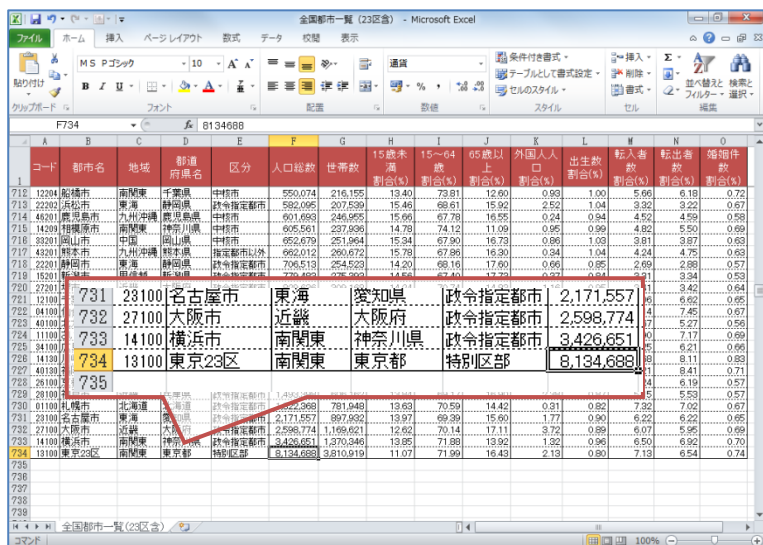 全国都市一覧(23区含) - Microsoft Excel
ファイル ホーム 挿入 ページ レイアウト 数式 データ 校閲 表示
MS Pゴシック 10 通貨 条件付き書式 挿入 Σ
貼り付け B I U テーブルとして書式設定 削除 並べ替えと フィルター 検索と 選択
セルのスタイル 書式
クリップボード フォント 配置 数値 スタイル セル 編集
F734 fx 8134688
A B C D E F G H I J K L M N O
1 コード 都市名 地域 都道府県名 区分 人口総数 世帯数 15歳未満割合(%) 15~64歳割合(%) 65歳以上割合(%) 外国人人口割合(%) 出生数割合(%) 転入者数割合(%) 転出者数割合(%) 婚姻件数割合(%)
712 12204 船橋市 南関東 千葉県 中核市 550,074 216,155 13.40 73.81 12.60 0.93 1.00 5.66 6.18 0.72
713 22202 浜松市 東海 静岡県 政令指定都市 582,095 207,539 15.46 68.61 15.92 2.52 1.04 3.32 3.22 0.67
714 46201 鹿児島市 九州沖縄 鹿児島県 中核市 601,693 246,955 15.66 67.78 16.55 0.24 0.94 4.52 4.59 0.58
715 14209 相模原市 南関東 神奈川県 中核市 605,561 237,936 14.78 74.12 11.09 0.95 0.99 4.82 5.50 0.69
716 33201 岡山市 中国 岡山県 中核市 652,679 251,964 15.34 67.90 16.73 0.86 1.03 3.81 3.87 0.63
717 43201 熊本市 九州沖縄 熊本県 指定都市以外 662,012 260,662 15.78 67.86 16.30 0.34 1.04 4.24 4.75 0.63
718 22201 静岡市 東海 静岡県 政令指定都市 706,513 254,523 14.20 68.16 17.60 0.66 0.85 2.69 2.88 0.57
731 23100 名古屋市 東海 愛知県 政令指定都市 2,171,557
732 27100 大阪市 近畿 大阪府 政令指定都市 2,598,774
733 14100 横浜市 南関東 神奈川県 政令指定都市 3,426,651
734 13100 東京23区 南関東 東京都 特別区部 8,134,688
735
730 01100 札幌市 北海道 781,948 13.63 70.59 14.42 0.31 0.82 7.32 7.02 0.67
731 23100 名古屋市 東海 政令指定都市 2,171,557 897,932 13.97 69.39 15.60 1.77 0.90 6.22 6.22 0.65
732 27100 大阪市 近畿 政令指定都市 2,598,774 1,169,621 12.62 70.14 17.11 3.72 0.89 6.07 5.95 0.69
733 14100 横浜市 南関東 政令指定都市 3,426,651 1,370,346 13.85 71.88 13.92 1.32 0.96 6.50 6.92 0.70
734 13100 東京23区 南関東 東京都 特別区部 8,134,688 3,810,919 11.07 71.99 16.43 2.13 0.80 7.13 6.54 0.74
735
736
737
738
全国都市一覧(23区含)
コマンド 100%